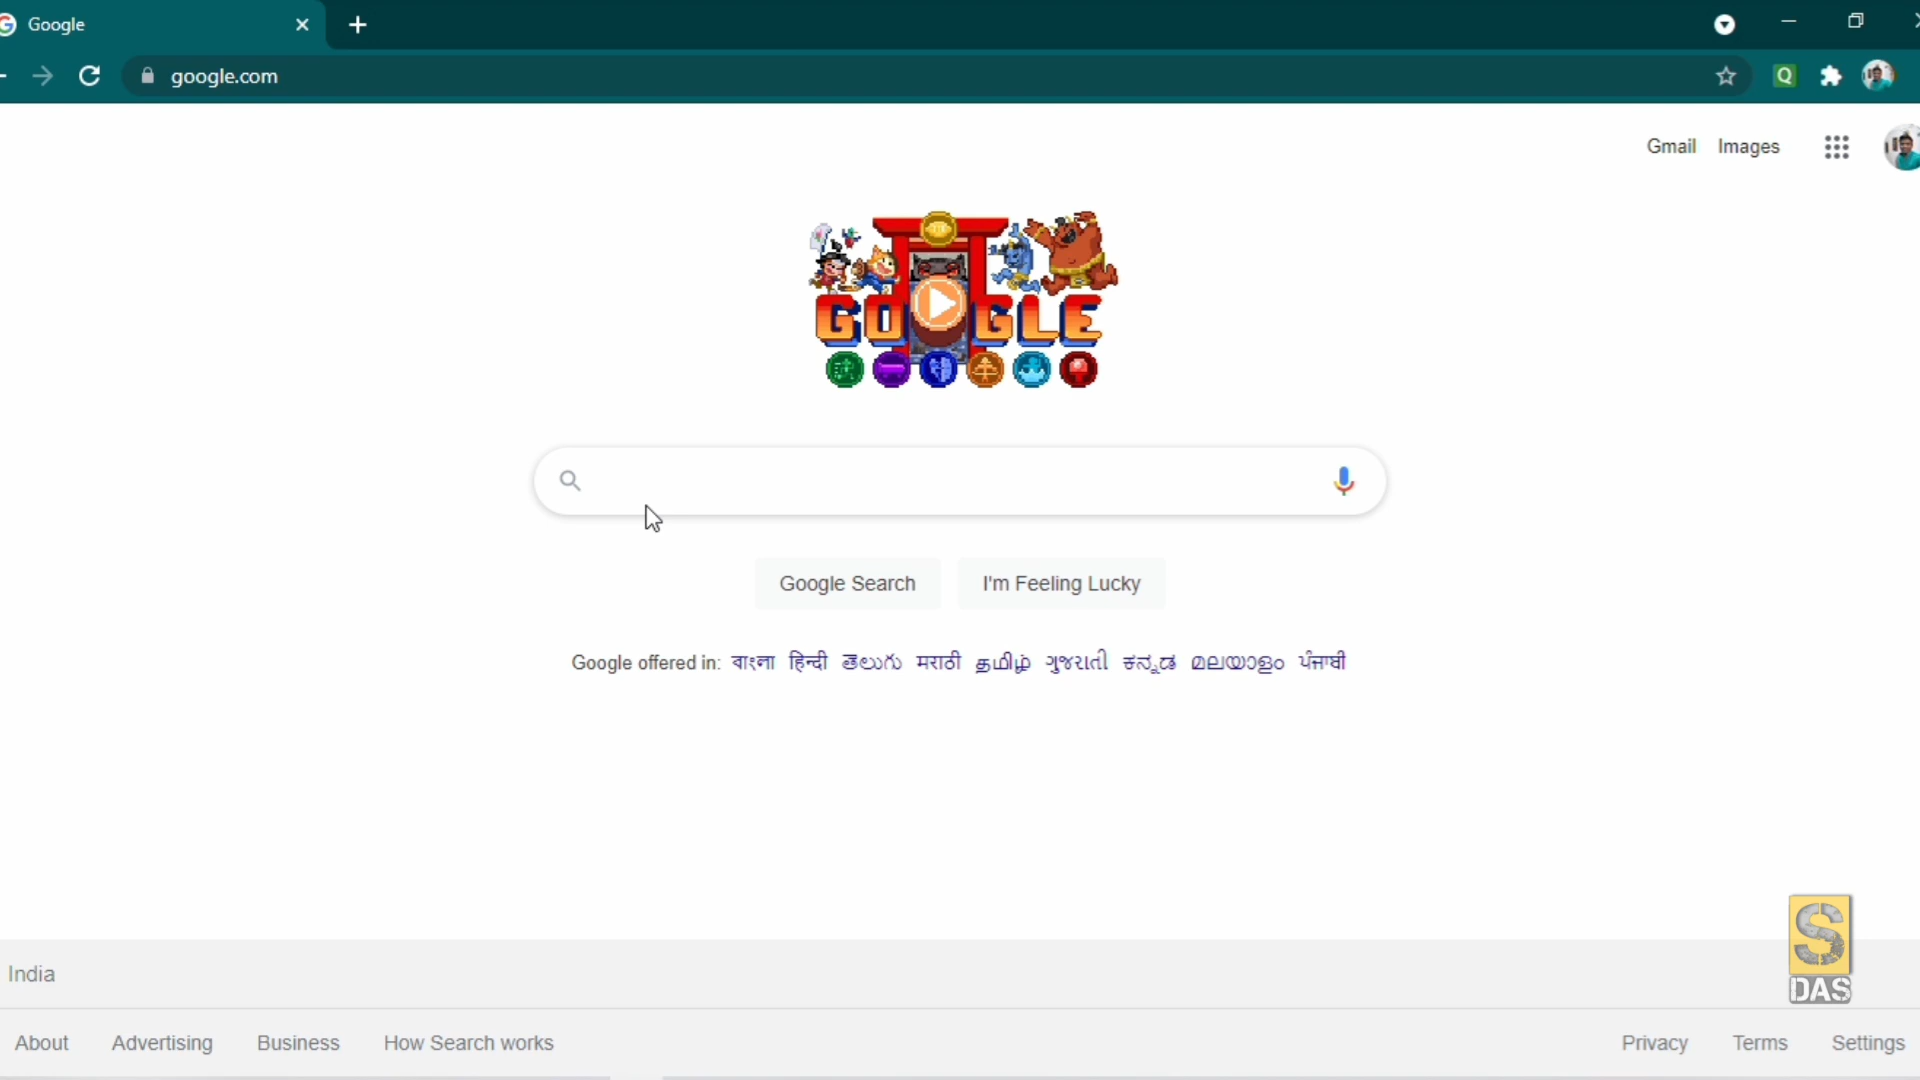 Google
google.com
Q
Gmail Images
GOOGLE
Google Search I'm Feeling Lucky
Google offered in: বাংলা हिन्दी తెలుగు मराठी தமிழ் ગુજરાતી ಕನ್ನಡ മലയാളം ਪੰਜਾਬੀ
S
DAS
India
About Advertising Business How Search works Privacy Terms Settings